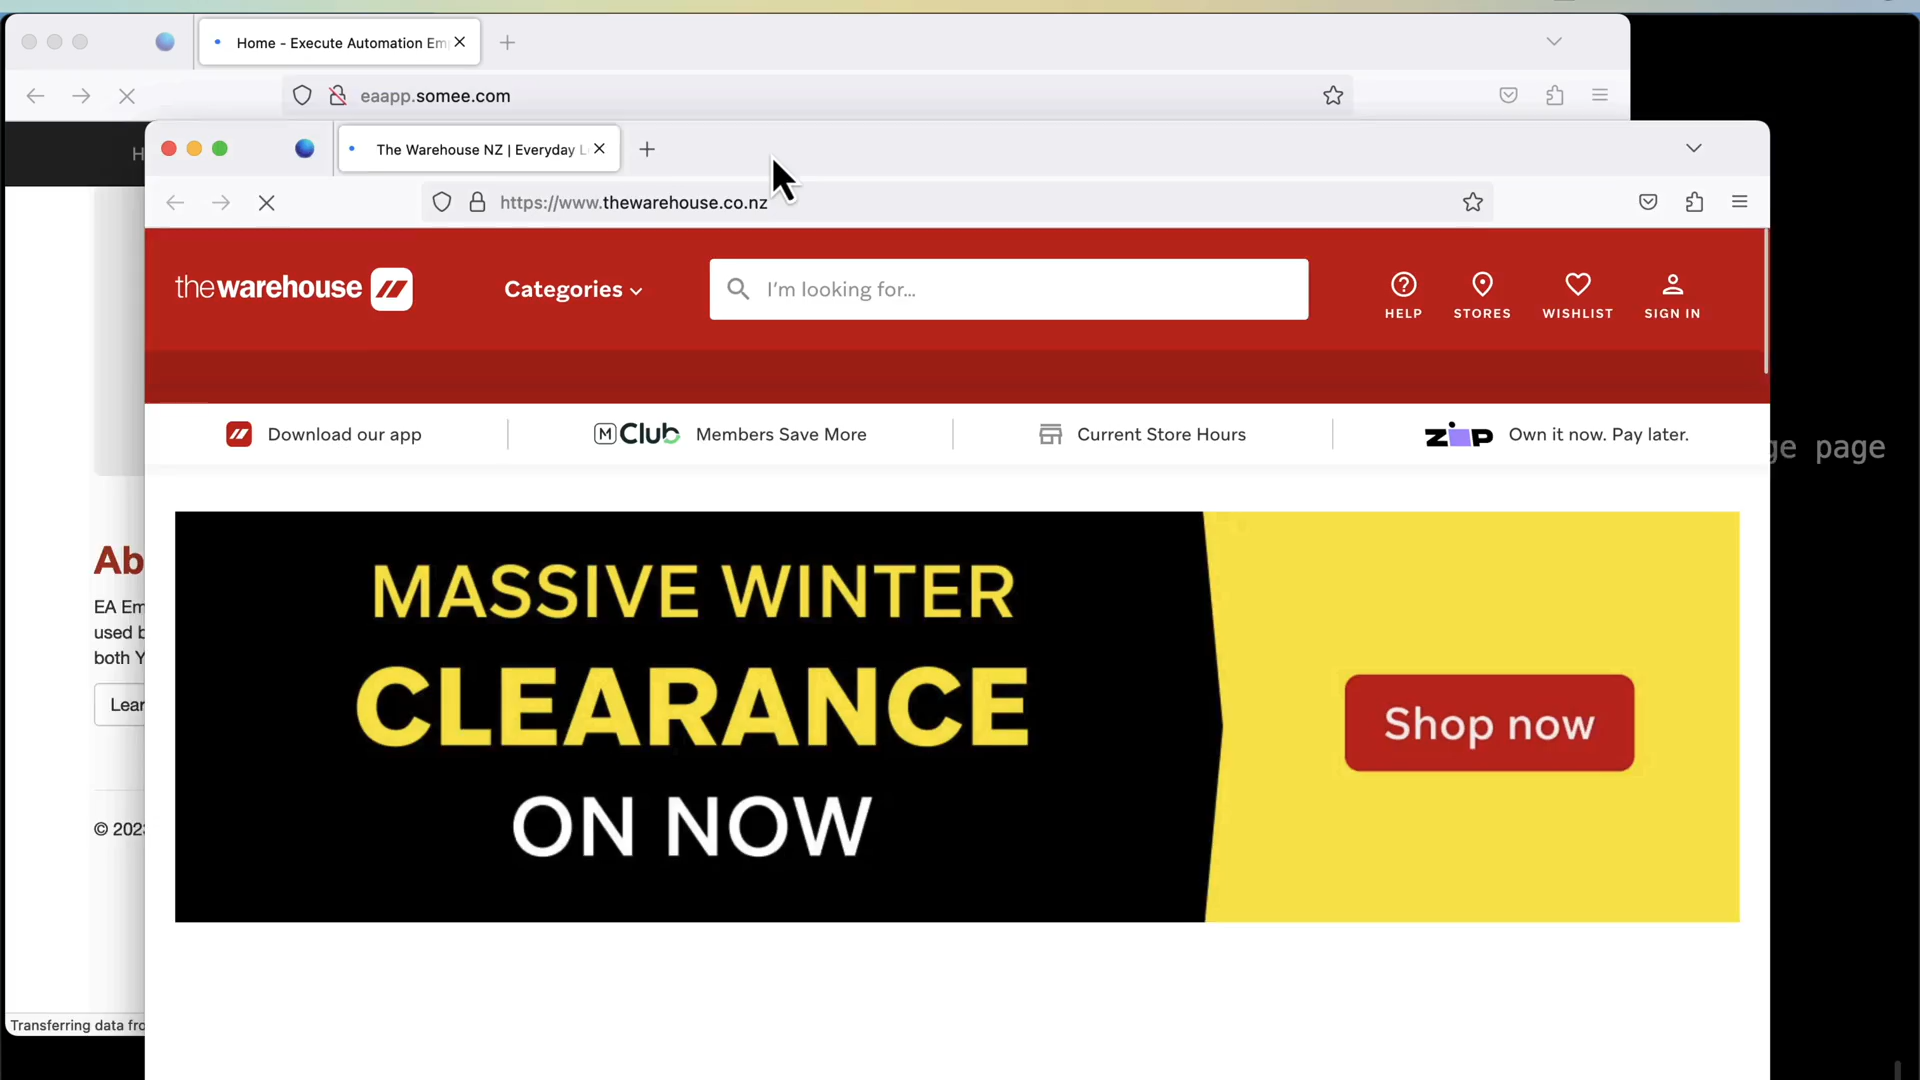 Home - Execute Automation Em
eaapp.somee.com
The Warehouse NZ | Everyday L
https://www.thewarehouse.co.nz
H
thewarehouse
Categories
I'm looking for...
HELP
STORES
WISHLIST
SIGN IN
Download our app
M Club Members Save More
Current Store Hours
ZIP Own it now. Pay later.
ge page
MASSIVE WINTER
CLEARANCE
ON NOW
Shop now
Ab
EA Em
used b
both Y
Lear
© 2023
Transferring data fro